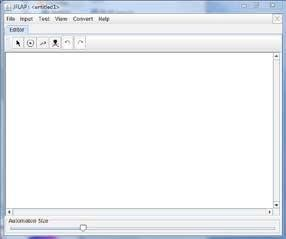 JFLAP : <untitled1>
File Input Test View Convert Help
Editor
Automaton Size